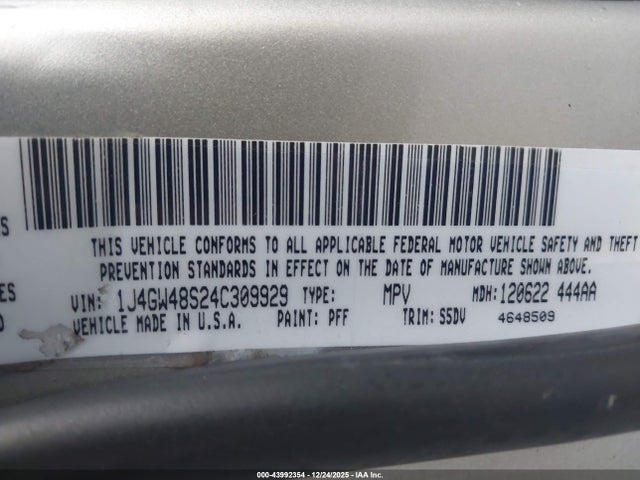 S
THIS VEHICLE CONFORMS TO ALL APPLICABLE FEDERAL MOTOR VEHICLE SAFETY AND THEFT
PREVENTION STANDARDS IN EFFECT ON THE DATE OF MANUFACTURE SHOWN ABOVE.
ES
VIN: 1J4GW48S24C309929 TYPE: MPV MDH: 120622 444AA
VEHICLE MADE IN U.S.A. PAINT: PFF TRIM: S5DV 4648509
000-43992354 - 12/24/2025 - IAA Inc.